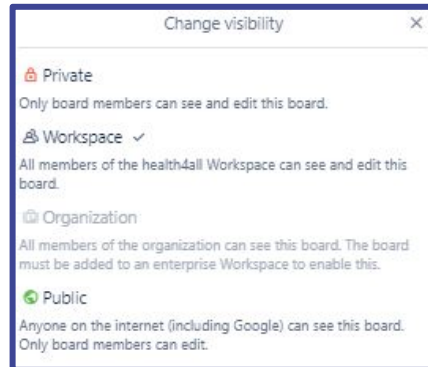 Change visibility
Private
Only board members can see and edit this board.
Workspace ✓
All members of the health4all Workspace can see and edit this
board.
Organization
All members of the organization can see this board. The board
must be added to an enterprise Workspace to enable this.
Public
Anyone on the internet (including Google) can see this board.
Only board members can edit.